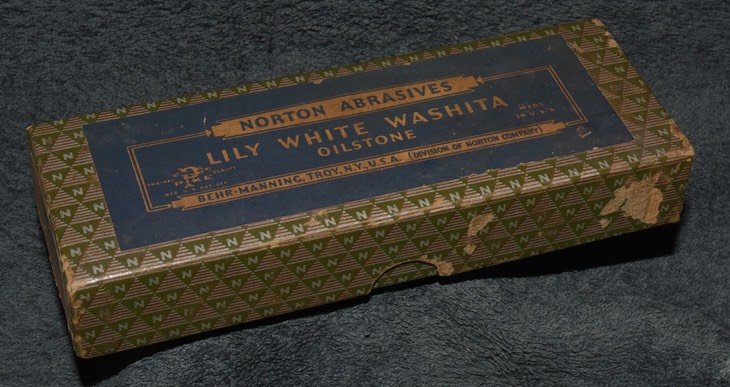 NORTON ABRASIVES
LILY WHITE WASHITA
OILSTONE
MADE
IN U.S.A.
BEHR-MANNING, TROY, N.Y., U.S.A. (DIVISION OF NORTON COMPANY)